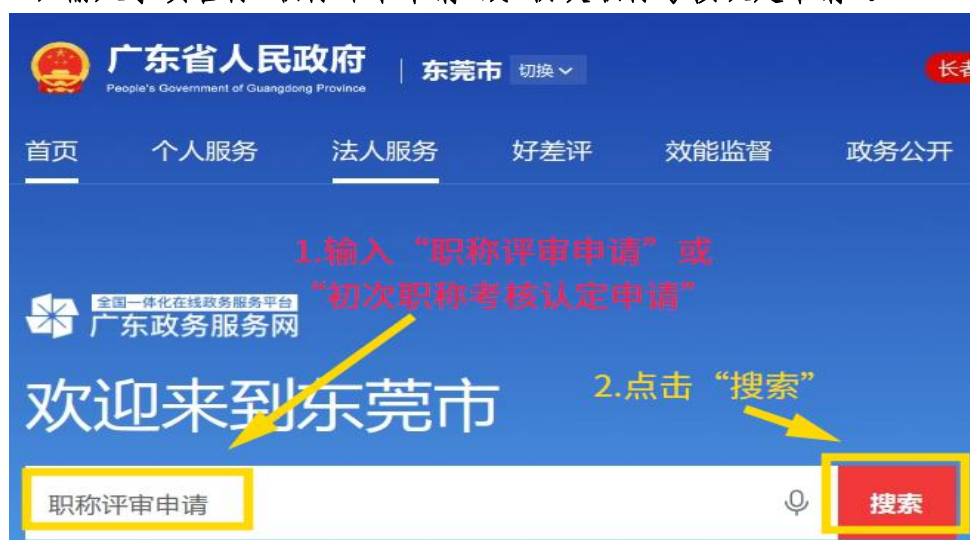 广东省人民政府
People's Government of Guangdong Province
东莞市 切换
长者
首页 个人服务 法人服务 好差评 效能监督 政务公开
1.输入“职称评审申请”或
“初次职称考核认定申请”
全国一体化在线政务服务平台
广东政务服务网
2.点击“搜索”
欢迎来到东莞市
职称评审申请
搜索